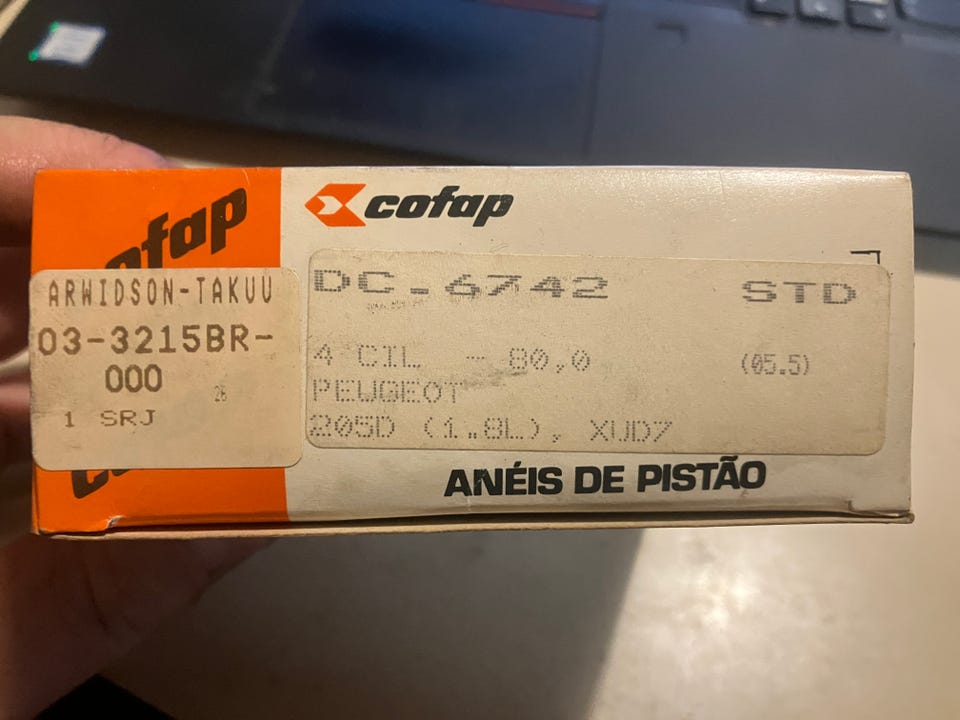 cofap
cofap
ARWIDSON-TAKUU
03-3215BR-
000
1 SRJ
DC.6742 STD
4 CIL - 80,0 (05.5)
PEUGEOT
205D (1.8L), XUD7
ANÉIS DE PISTÃO